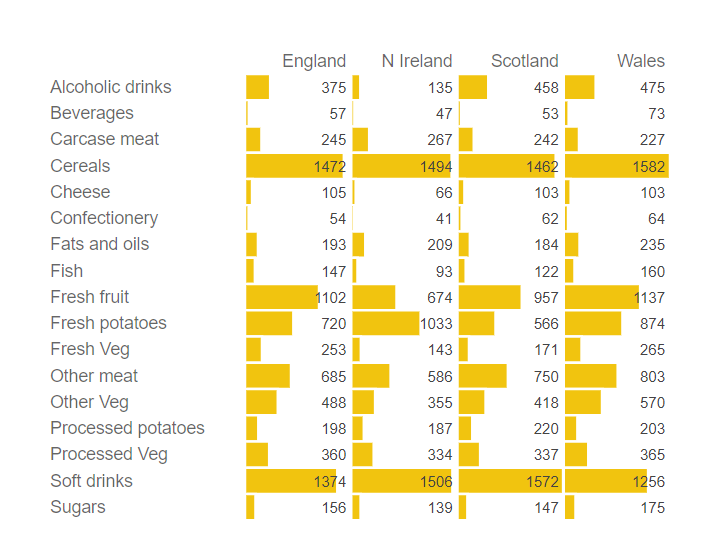 England N Ireland Scotland Wales
Alcoholic drinks 375 135 458 475
Beverages 57 47 53 73
Carcase meat 245 267 242 227
Cereals 1472 1494 1462 1582
Cheese 105 66 103 103
Confectionery 54 41 62 64
Fats and oils 193 209 184 235
Fish 147 93 122 160
Fresh fruit 1102 674 957 1137
Fresh potatoes 720 1033 566 874
Fresh Veg 253 143 171 265
Other meat 685 586 750 803
Other Veg 488 355 418 570
Processed potatoes 198 187 220 203
Processed Veg 360 334 337 365
Soft drinks 1374 1506 1572 1256
Sugars 156 139 147 175